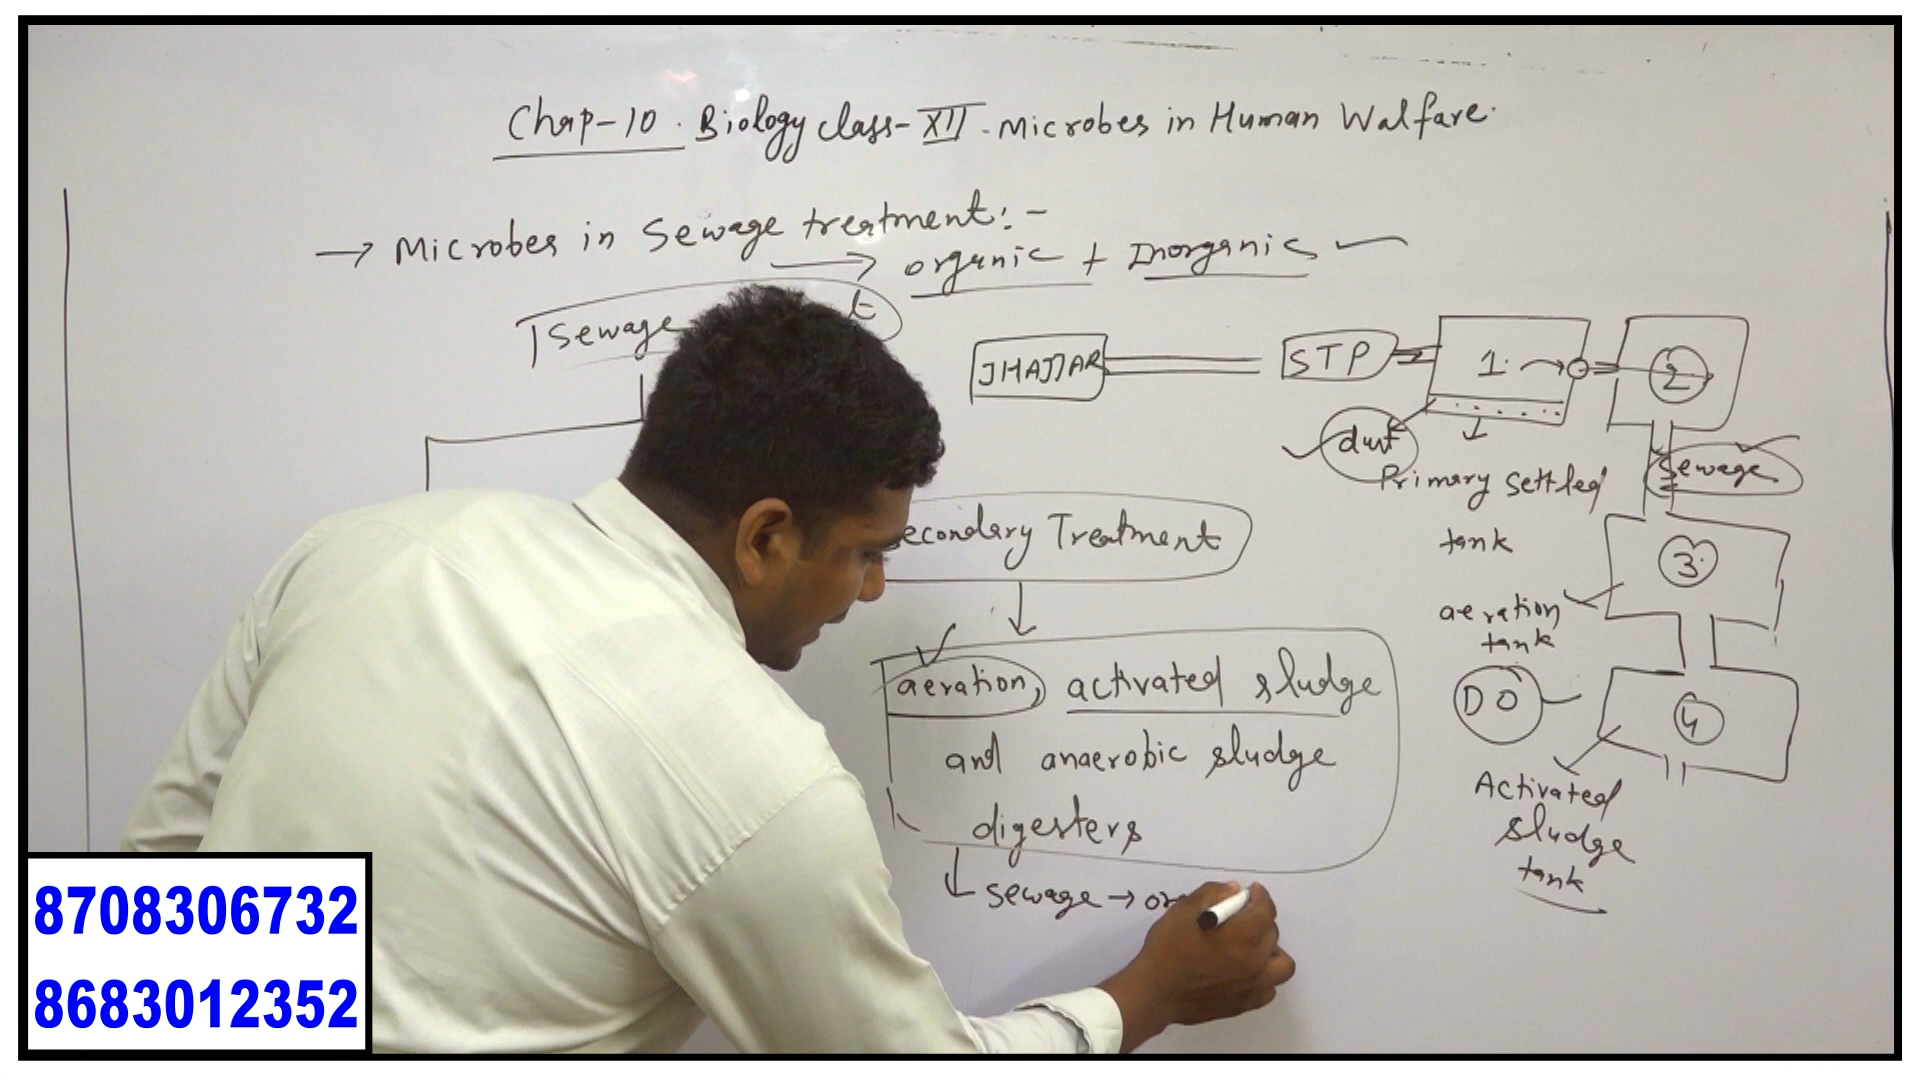 Chap-10. Biology class-XII. Microbes in Human Walfare.
→ Microbes in Sewage treatment:-
→ organic + Inorganic
Sewage t
JHAJJAR
STP
1.
2
dust
Primary settled
tank
sewage
3.
aeration
tank
DO
4
Activated
sludge
tank
econdary Treatment
aeration, activated sludge
and anaerobic sludge
digesters
sewage → or
8708306732
8683012352